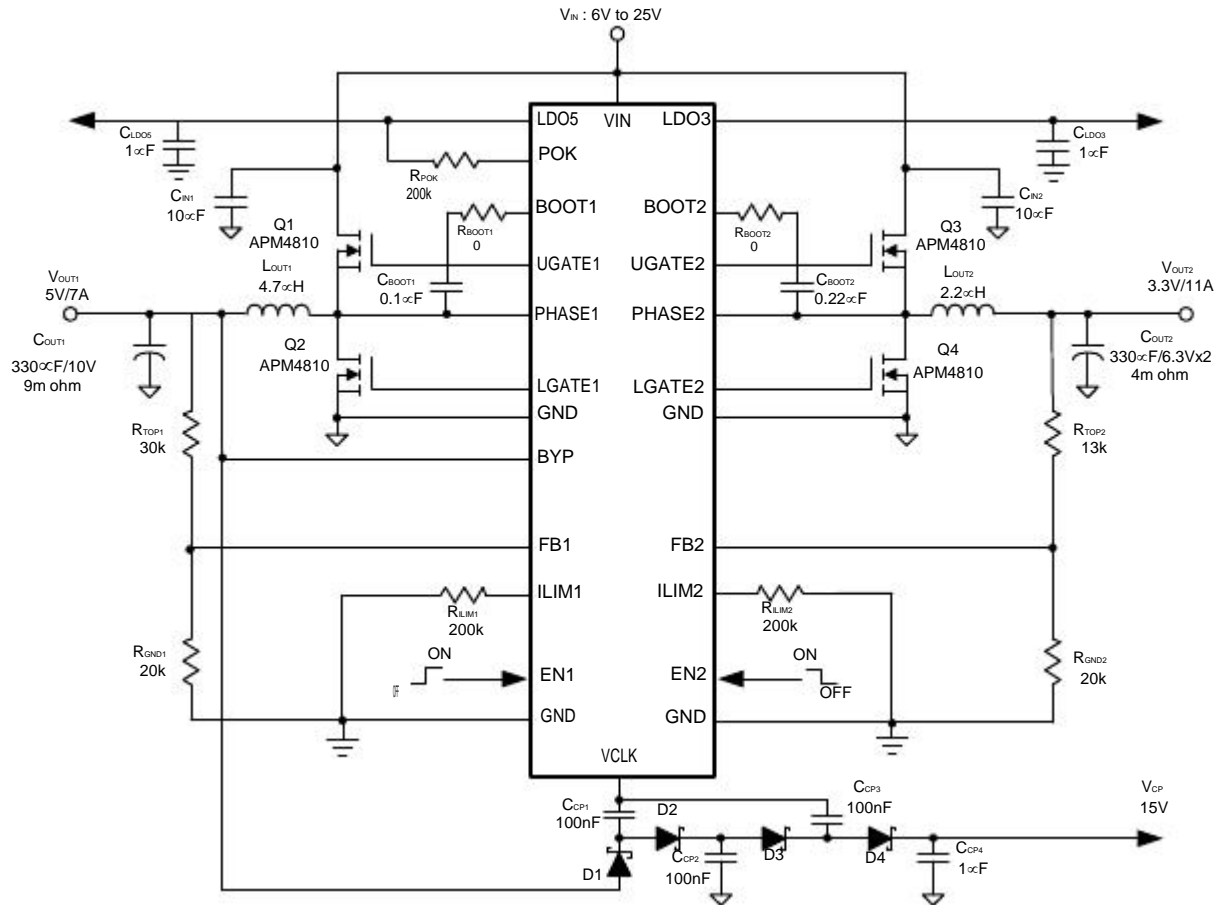 VIN : 6V to 25V
LDO5
VIN
LDO3
CLDO5
1∝F
CLDO3
1∝F
POK
RPOK
200k
CIN1
10∝F
CIN2
10∝F
BOOT1
BOOT2
RBOOT1
0
RBOOT2
0
Q1
APM4810
Q3
APM4810
UGATE1
UGATE2
LOUT1
4.7∝H
CBOOT1
0.1∝F
CBOOT2
0.22∝F
LOUT2
2.2∝H
VOUT1
5V/7A
VOUT2
3.3V/11A
PHASE1
PHASE2
COUT1
330∝F/10V
9m ohm
Q2
APM4810
Q4
APM4810
COUT2
330∝F/6.3Vx2
4m ohm
LGATE1
LGATE2
GND
GND
RTOP1
30k
RTOP2
13k
BYP
FB1
FB2
ILIM1
ILIM2
RILIM1
200k
RILIM2
200k
RGND1
20k
RGND2
20k
ON
OFF
EN1
EN2
ON
OFF
GND
GND
VCLK
CCP1
100nF
D2
CCP3
100nF
VCP
15V
D1
CCP2
100nF
D3
D4
CCP4
1∝F